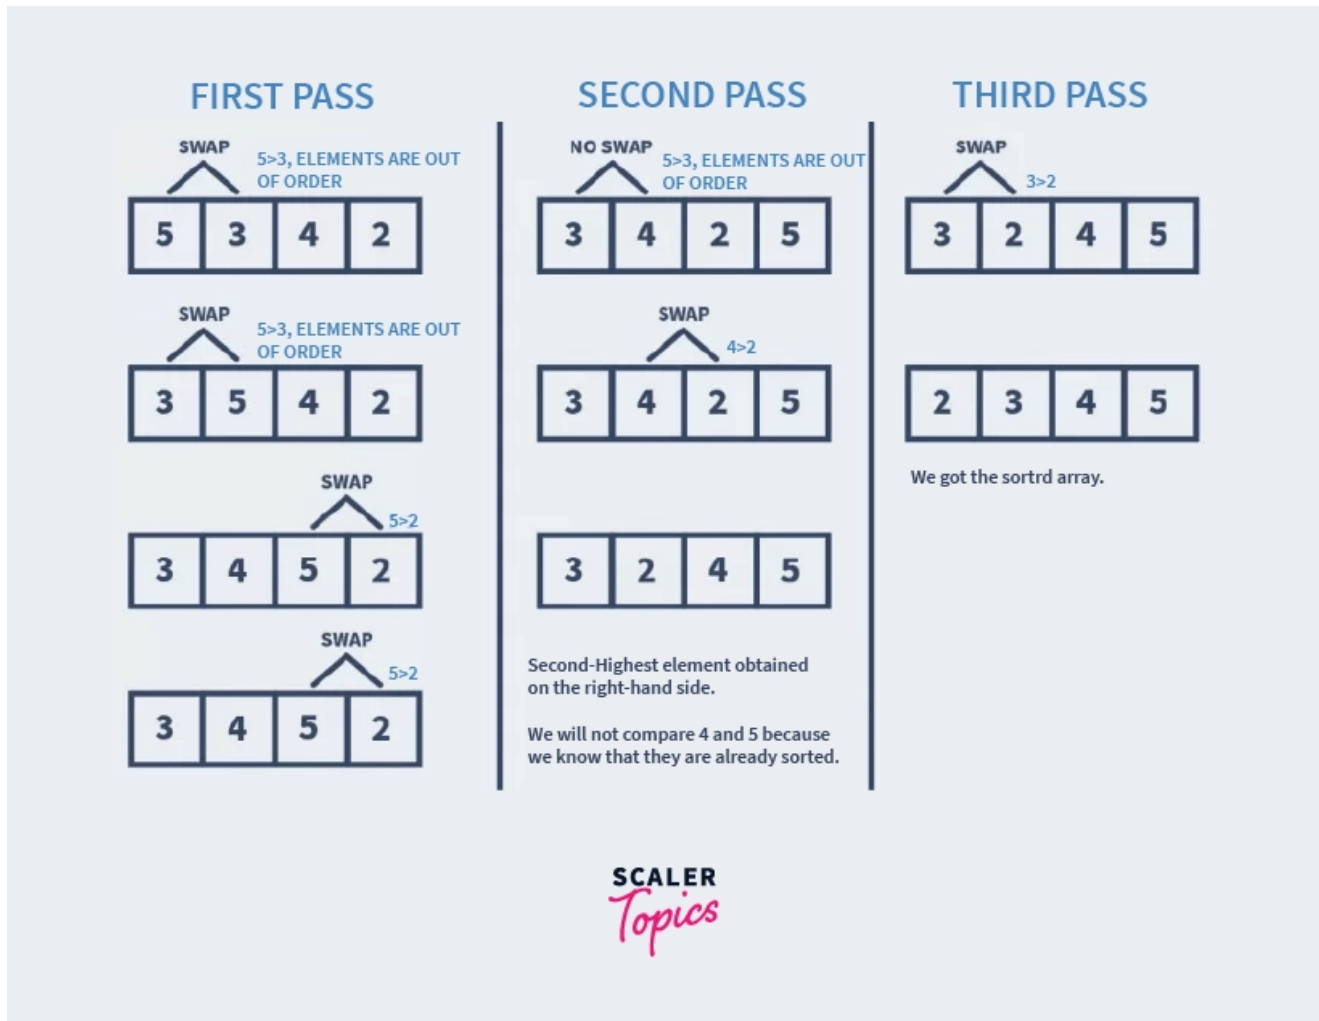 FIRST PASS
SWAP
5>3, ELEMENTS ARE OUT
OF ORDER
5 3 4 2
SWAP
5>3, ELEMENTS ARE OUT
OF ORDER
3 5 4 2
SWAP
5>2
3 4 5 2
SWAP
5>2
3 4 5 2
SECOND PASS
NO SWAP
5>3, ELEMENTS ARE OUT
OF ORDER
3 4 2 5
SWAP
4>2
3 4 2 5
3 2 4 5
Second-Highest element obtained
on the right-hand side.
We will not compare 4 and 5 because
we know that they are already sorted.
THIRD PASS
SWAP
3>2
3 2 4 5
2 3 4 5
We got the sortrd array.
SCALER
Topics